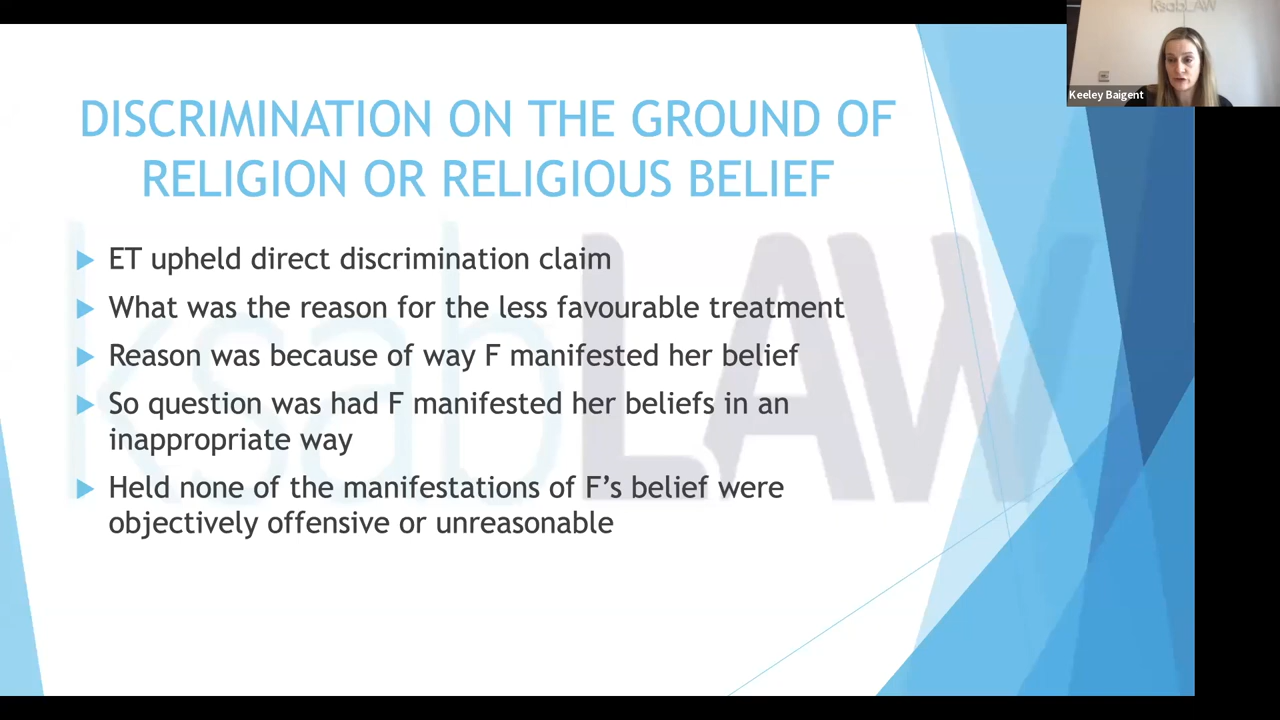 ksabLAW
Keeley Baigent
DISCRIMINATION ON THE GROUND OF
RELIGION OR RELIGIOUS BELIEF
ET upheld direct discrimination claim
What was the reason for the less favourable treatment
Reason was because of way F manifested her belief
So question was had F manifested her beliefs in an
inappropriate way
Held none of the manifestations of F’s belief were
objectively offensive or unreasonable
ksabLAW